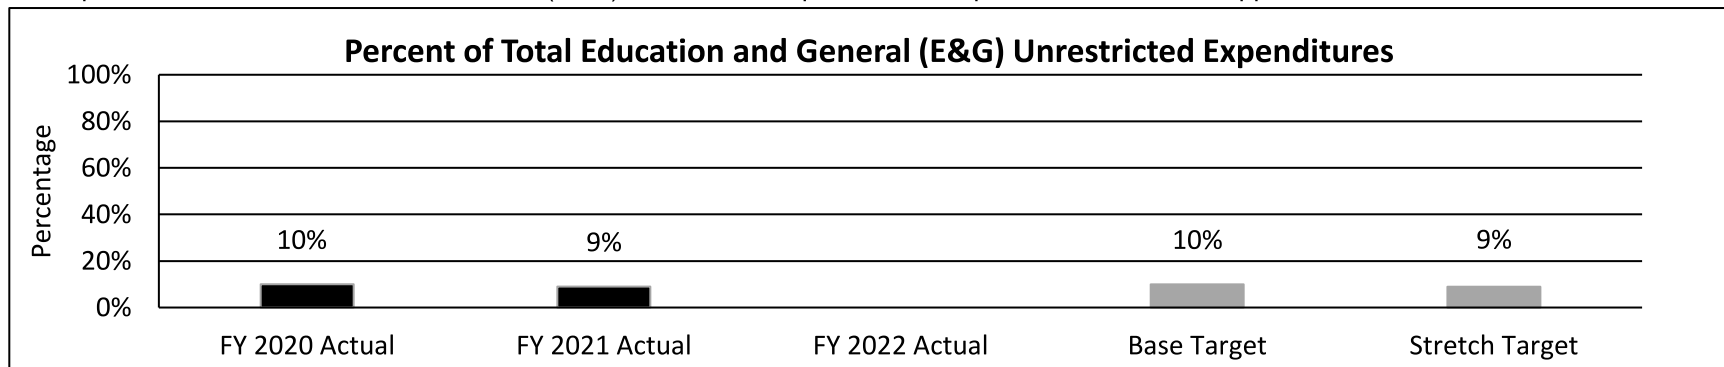 Percent of Total Education and General (E&G) Unrestricted Expenditures
100%
80%
60%
40%
20%
0%
Percentage
10%
9%
10%
9%
FY 2020 Actual
FY 2021 Actual
FY 2022 Actual
Base Target
Stretch Target